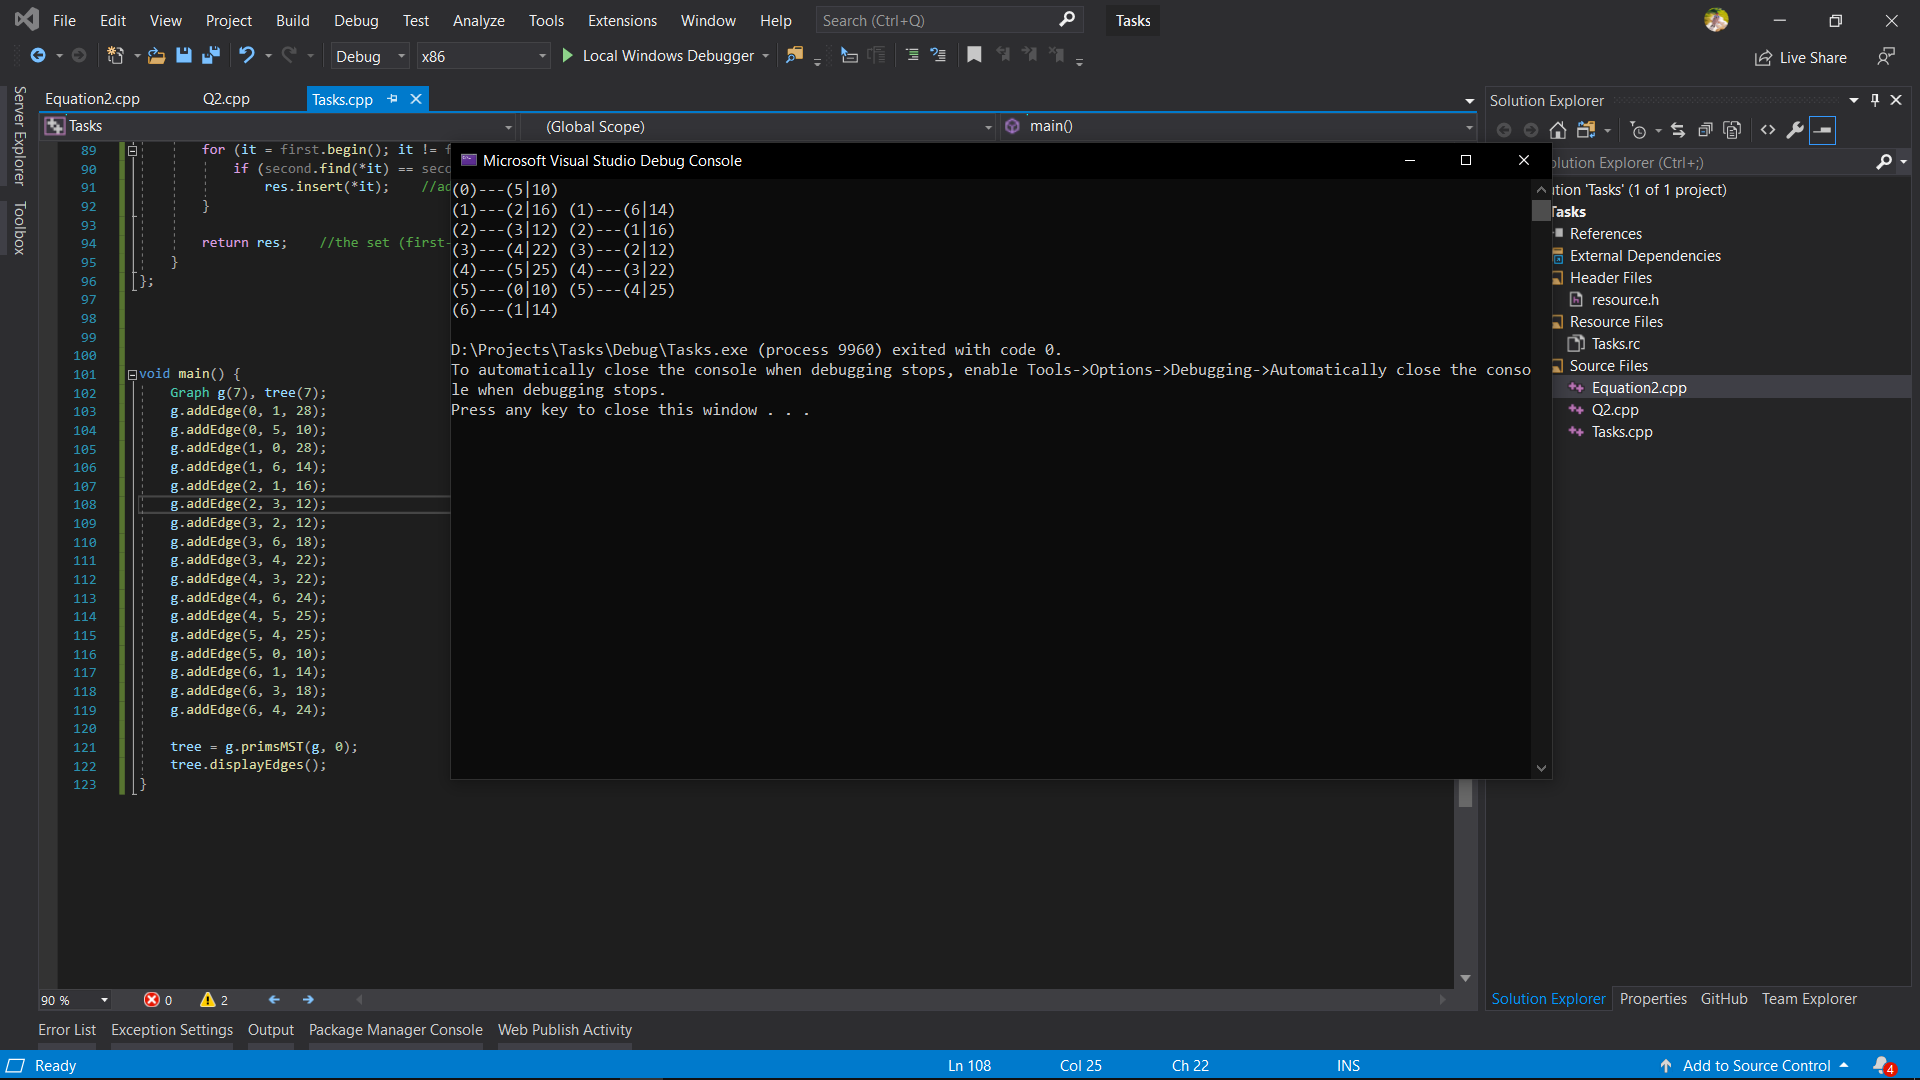 File Edit View Project Build Debug Test Analyze Tools Extensions Window Help Search (Ctrl+Q) Tasks
Debug x86 Local Windows Debugger Live Share
Server Explorer
Toolbox
Equation2.cpp Q2.cpp Tasks.cpp
Tasks (Global Scope) main()
89 for (it = first.begin(); it !=
90 if (second.find(*it) ==
91 res.insert(*it); //
92 }
93
94 return res; //the set
95 }
96 };
97
98
99
100
101 void main() {
102 Graph g(7), tree(7);
103 g.addEdge(0, 1, 28);
104 g.addEdge(0, 5, 10);
105 g.addEdge(1, 0, 28);
106 g.addEdge(1, 6, 14);
107 g.addEdge(2, 1, 16);
108 g.addEdge(2, 3, 12);
109 g.addEdge(3, 2, 12);
110 g.addEdge(3, 6, 18);
111 g.addEdge(3, 4, 22);
112 g.addEdge(4, 3, 22);
113 g.addEdge(4, 6, 24);
114 g.addEdge(4, 5, 25);
115 g.addEdge(5, 4, 25);
116 g.addEdge(5, 0, 10);
117 g.addEdge(6, 1, 14);
118 g.addEdge(6, 3, 18);
119 g.addEdge(6, 4, 24);
120
121 tree = g.primsMST(g, 0);
122 tree.displayEdges();
123 }
Microsoft Visual Studio Debug Console
(0)---(5|10)
(1)---(2|16) (1)---(6|14)
(2)---(3|12) (2)---(1|16)
(3)---(4|22) (3)---(2|12)
(4)---(5|25) (4)---(3|22)
(5)---(0|10) (5)---(4|25)
(6)---(1|14)
D:\Projects\Tasks\Debug\Tasks.exe (process 9960) exited with code 0.
To automatically close the console when debugging stops, enable Tools->Options->Debugging->Automatically close the conso
le when debugging stops.
Press any key to close this window . . .
Solution Explorer
Explorer (Ctrl+;)
'Tasks' (1 of 1 project)
Tasks
References
External Dependencies
Header Files
resource.h
Resource Files
Tasks.rc
Source Files
Equation2.cpp
Q2.cpp
Tasks.cpp
90 % 0 2
Solution Explorer Properties GitHub Team Explorer
Error List Exception Settings Output Package Manager Console Web Publish Activity
Ready Ln 108 Col 25 Ch 22 INS Add to Source Control 4